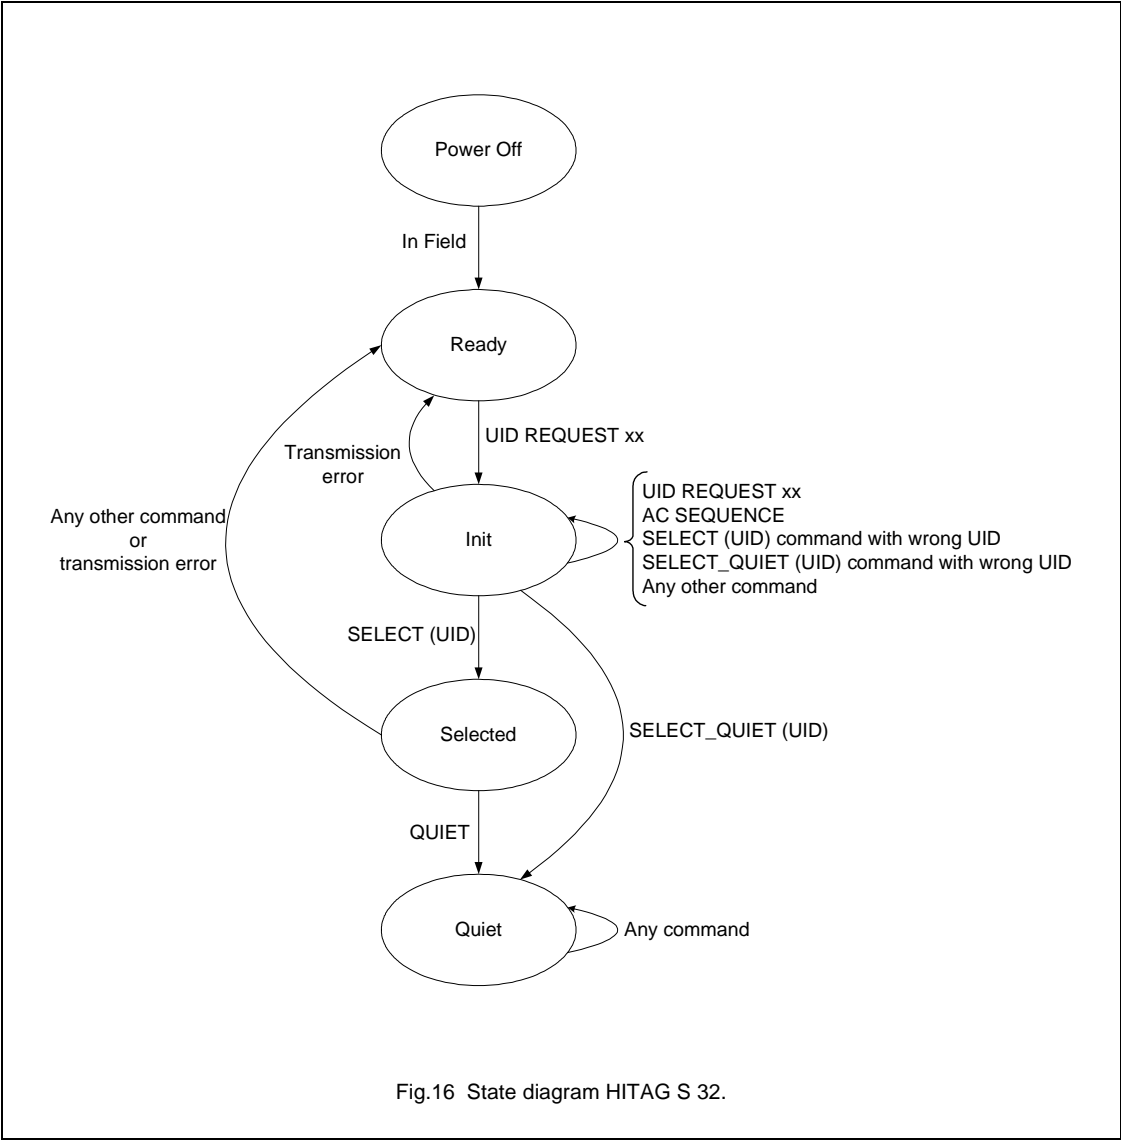 Power Off
In Field
Ready
UID REQUEST xx
Transmission
error
UID REQUEST xx
AC SEQUENCE
SELECT (UID) command with wrong UID
SELECT_QUIET (UID) command with wrong UID
Any other command
Init
Any other command
or
transmission error
SELECT (UID)
Selected
SELECT_QUIET (UID)
QUIET
Quiet
Any command
Fig.16 State diagram HITAG S 32.